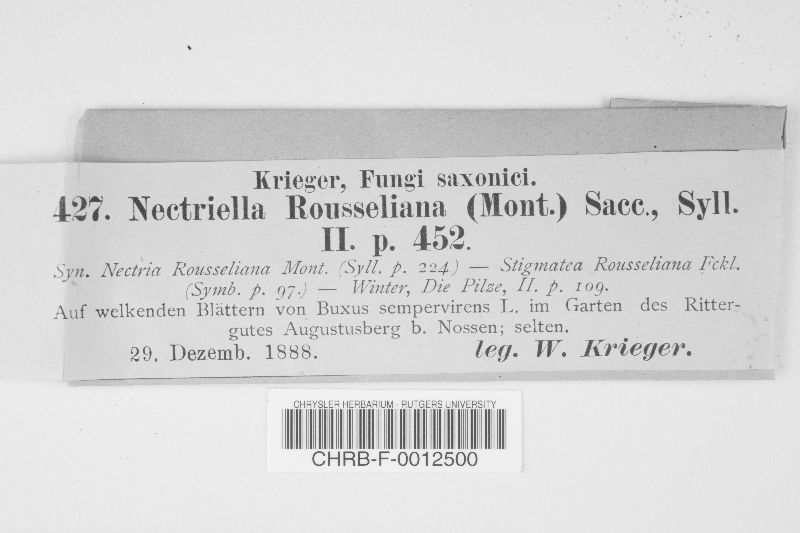 Krieger, Fungi saxonici.
427. Nectriella Rousseliana (Mont.) Sacc., Syll.
II. p. 452.
Syn. Nectria Rousseliana Mont. (Syll. p. 224) — Stigmatea Rousseliana Fckl.
(Symb. p. 97.) — Winter, Die Pilze, II. p. 109.
Auf welkenden Blättern von Buxus sempervirens L. im Garten des Ritter-
gutes Augustusberg b. Nossen; selten.
29. Dezemb. 1888. leg. W. Krieger.
CHRYSLER HERBARIUM - RUTGERS UNIVERSITY
CHRB-F-0012500